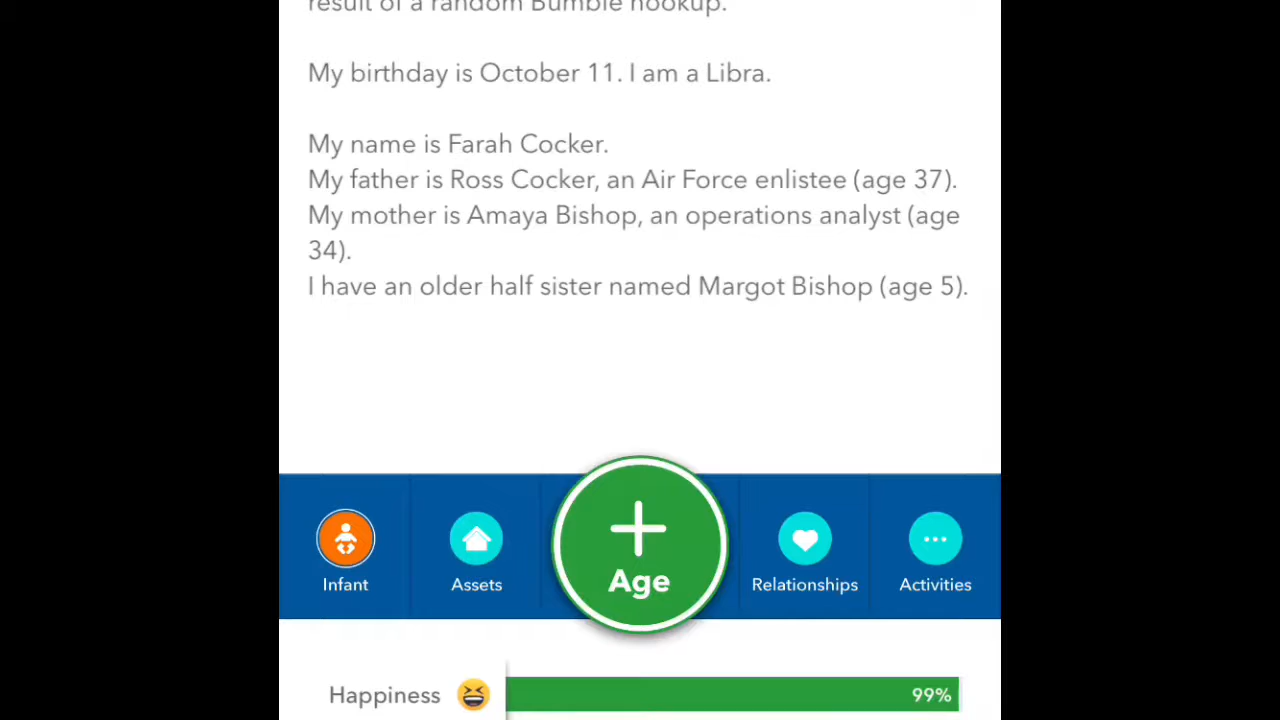 result of a random Bumble hookup.
My birthday is October 11. I am a Libra.
My name is Farah Cocker.
My father is Ross Cocker, an Air Force enlistee (age 37).
My mother is Amaya Bishop, an operations analyst (age
34).
I have an older half sister named Margot Bishop (age 5).
Infant
Assets
Age
Relationships
Activities
Happiness 99%